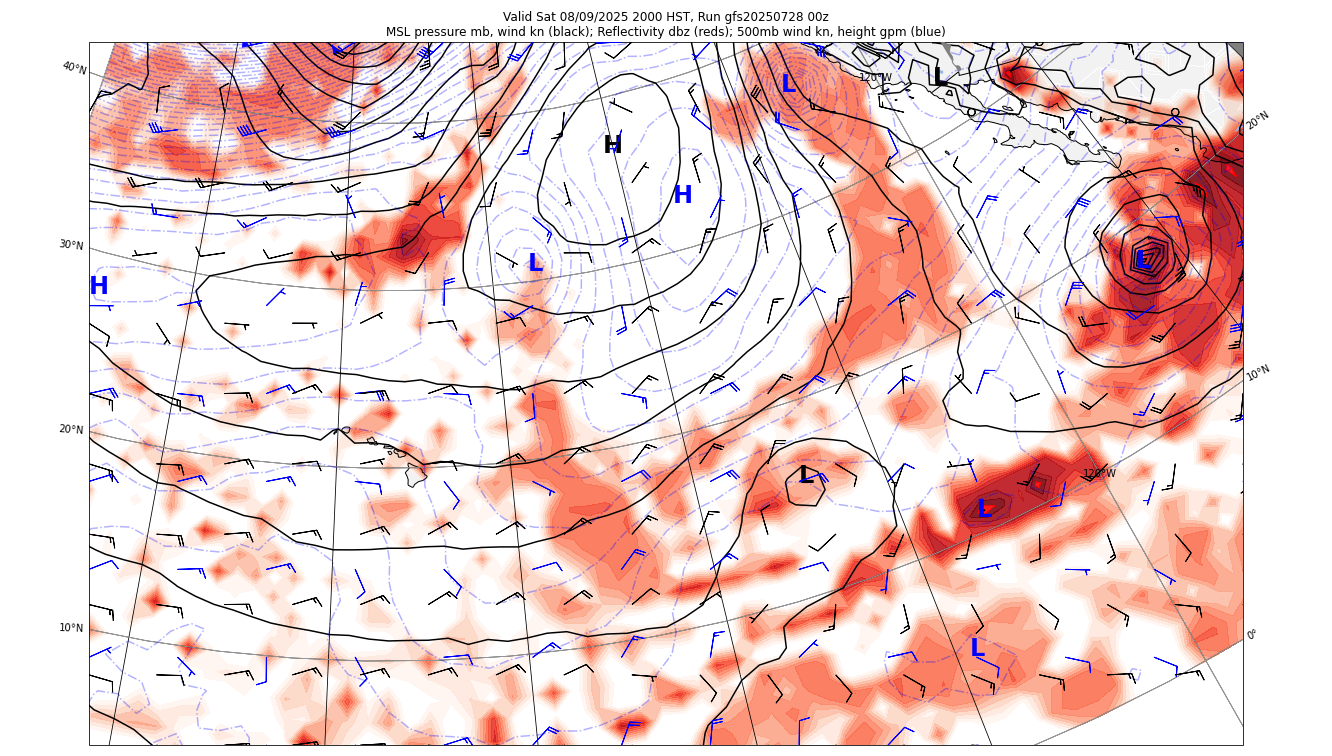 Valid Sat 08/09/2025 2000 HST, Run gfs20250728 00z
MSL pressure mb, wind kn (black); Reflectivity dbz (reds); 500mb wind kn, height gpm (blue)
40°N
120°W
L
L
20°N
H
H
30°N
L
L
H
10°N
20°N
L
120°W
L
10°N
0°
L